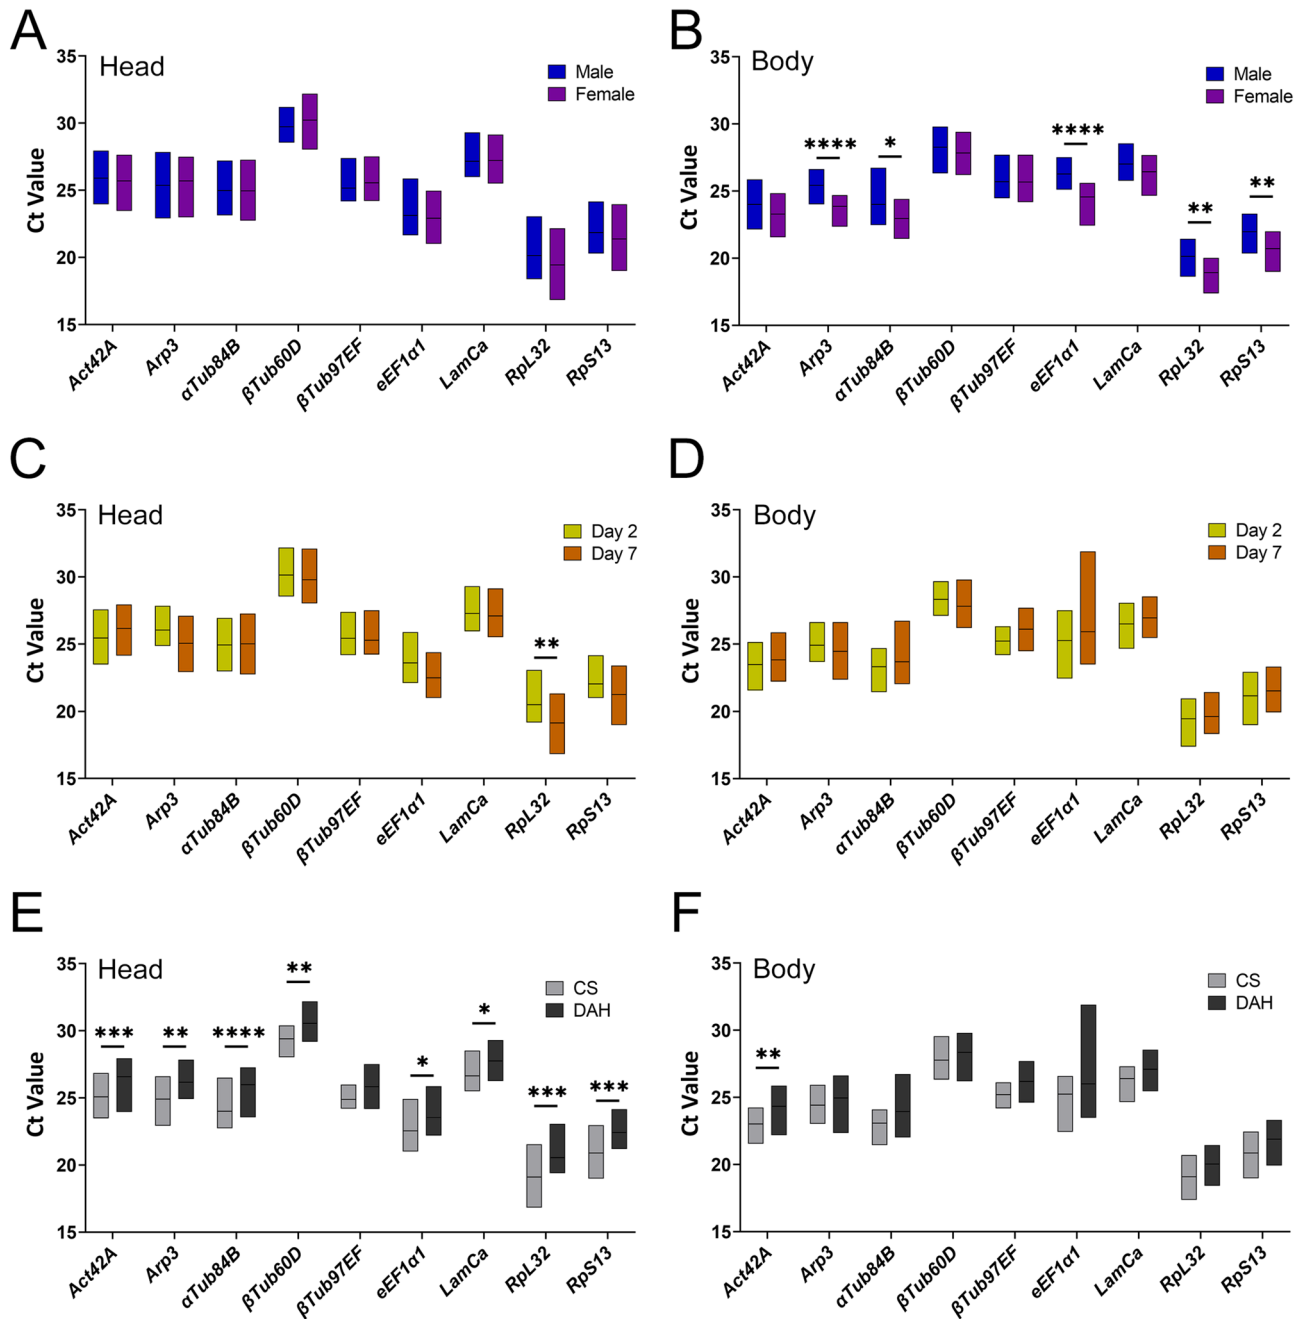 A
Head
Male
Female
Ct Value
35
30
25
20
15
Act42A
Arp3
αTub84B
βTub60D
βTub97EF
eEF1α1
LamCa
RpL32
RpS13
B
Body
Male
Female
Ct Value
35
30
25
20
15
****
*
****
**
**
Act42A
Arp3
αTub84B
βTub60D
βTub97EF
eEF1α1
LamCa
RpL32
RpS13
C
Head
Day 2
Day 7
Ct Value
35
30
25
20
15
**
Act42A
Arp3
αTub84B
βTub60D
βTub97EF
eEF1α1
LamCa
RpL32
RpS13
D
Body
Day 2
Day 7
Ct Value
35
30
25
20
15
Act42A
Arp3
αTub84B
βTub60D
βTub97EF
eEF1α1
LamCa
RpL32
RpS13
E
Head
CS
DAH
Ct Value
35
30
25
20
15
***
**
****
**
*
*
***
***
Act42A
Arp3
αTub84B
βTub60D
βTub97EF
eEF1α1
LamCa
RpL32
RpS13
F
Body
CS
DAH
Ct Value
35
30
25
20
15
**
Act42A
Arp3
αTub84B
βTub60D
βTub97EF
eEF1α1
LamCa
RpL32
RpS13